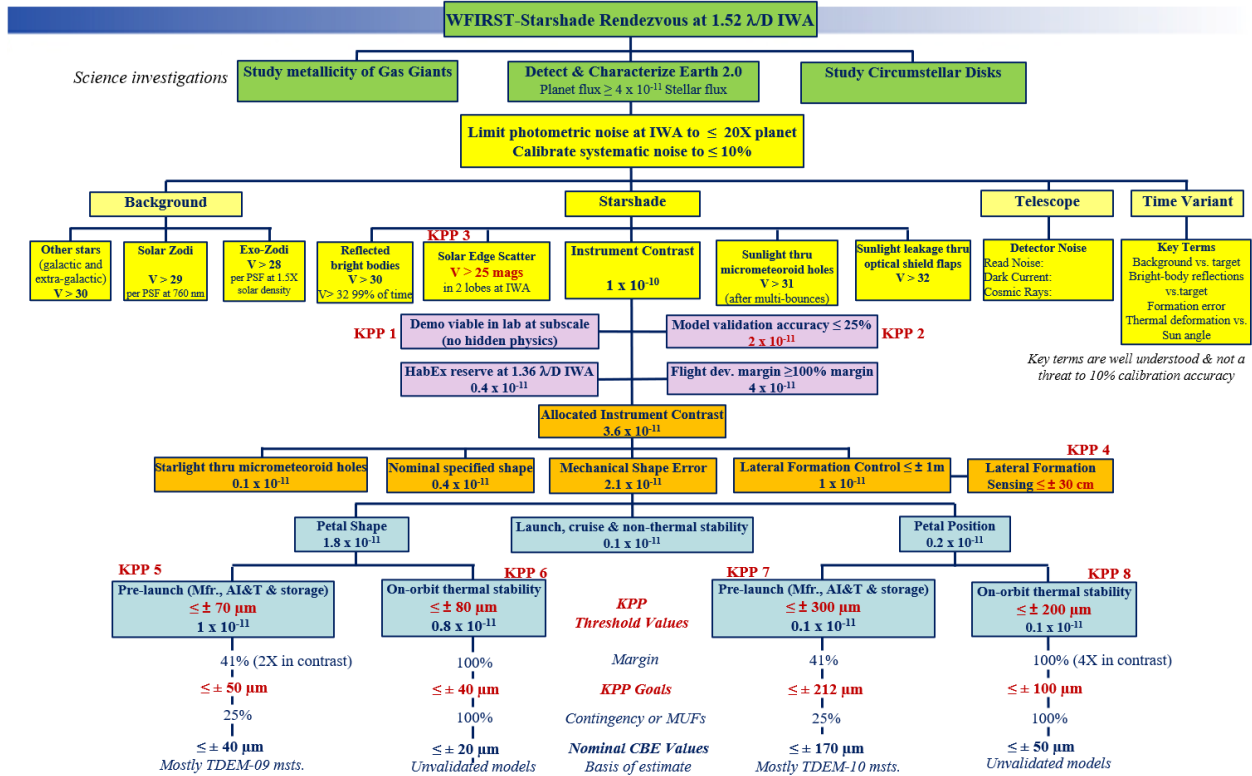 WFIRST-Starshade Rendezvous at 1.52 λ/D IWA
Science investigations
Study metallicity of Gas Giants
Detect & Characterize Earth 2.0
Planet flux ≥ 4 x 10⁻¹¹ Stellar flux
Study Circumstellar Disks
Limit photometric noise at IWA to ≤ 20X planet
Calibrate systematic noise to ≤ 10%
Background
Starshade
Telescope
Time Variant
Other stars
(galactic and
extra-galactic)
V > 30
Solar Zodi
V > 29
per PSF at 760 nm
Exo-Zodi
V > 28
per PSF at 1.5X
solar density
Reflected
bright bodies
V > 30
V> 32 99% of time
KPP 3
Solar Edge Scatter
V > 25 mags
in 2 lobes at IWA
Instrument Contrast
1 x 10⁻¹⁰
Sunlight thru
micrometeoroid holes
V > 31
(after multi-bounces)
Sunlight leakage thru
optical shield flaps
V > 32
Detector Noise
Read Noise:
Dark Current:
Cosmic Rays:
Key Terms
Background vs. target
Bright-body reflections
vs.target
Formation error
Thermal deformation vs.
Sun angle
Key terms are well understood & not a
threat to 10% calibration accuracy
KPP 1
Demo viable in lab at subscale
(no hidden physics)
Model validation accuracy ≤ 25%
2 x 10⁻¹¹
KPP 2
HabEx reserve at 1.36 λ/D IWA
0.4 x 10⁻¹¹
Flight dev. margin ≥100% margin
4 x 10⁻¹¹
Allocated Instrument Contrast
3.6 x 10⁻¹¹
Starlight thru micrometeoroid holes
0.1 x 10⁻¹¹
Nominal specified shape
0.4 x 10⁻¹¹
Mechanical Shape Error
2.1 x 10⁻¹¹
Lateral Formation Control ≤ ± 1m
1 x 10⁻¹¹
KPP 4
Lateral Formation
Sensing ≤ ± 30 cm
Petal Shape
1.8 x 10⁻¹¹
Launch, cruise & non-thermal stability
0.1 x 10⁻¹¹
Petal Position
0.2 x 10⁻¹¹
KPP 5
Pre-launch (Mfr., AI&T & storage)
≤ ± 70 µm
1 x 10⁻¹¹
KPP 6
On-orbit thermal stability
≤ ± 80 µm
0.8 x 10⁻¹¹
KPP
Threshold Values
KPP 7
Pre-launch (Mfr., AI&T & storage)
≤ ± 300 µm
0.1 x 10⁻¹¹
KPP 8
On-orbit thermal stability
≤ ± 200 µm
0.1 x 10⁻¹¹
41% (2X in contrast)
100%
Margin
41%
100% (4X in contrast)
≤ ± 50 µm
≤ ± 40 µm
KPP Goals
≤ ± 212 µm
≤ ± 100 µm
25%
100%
Contingency or MUFs
25%
100%
≤ ± 40 µm
≤ ± 20 µm
Nominal CBE Values
≤ ± 170 µm
≤ ± 50 µm
Mostly TDEM-09 msts.
Unvalidated models
Basis of estimate
Mostly TDEM-10 msts.
Unvalidated models